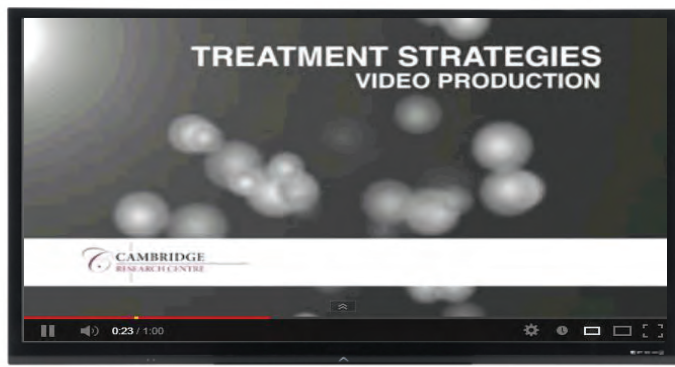 TREATMENT STRATEGIES
VIDEO PRODUCTION
CAMBRIDGE
RESEARCH CENTRE
0:23 / 1:00